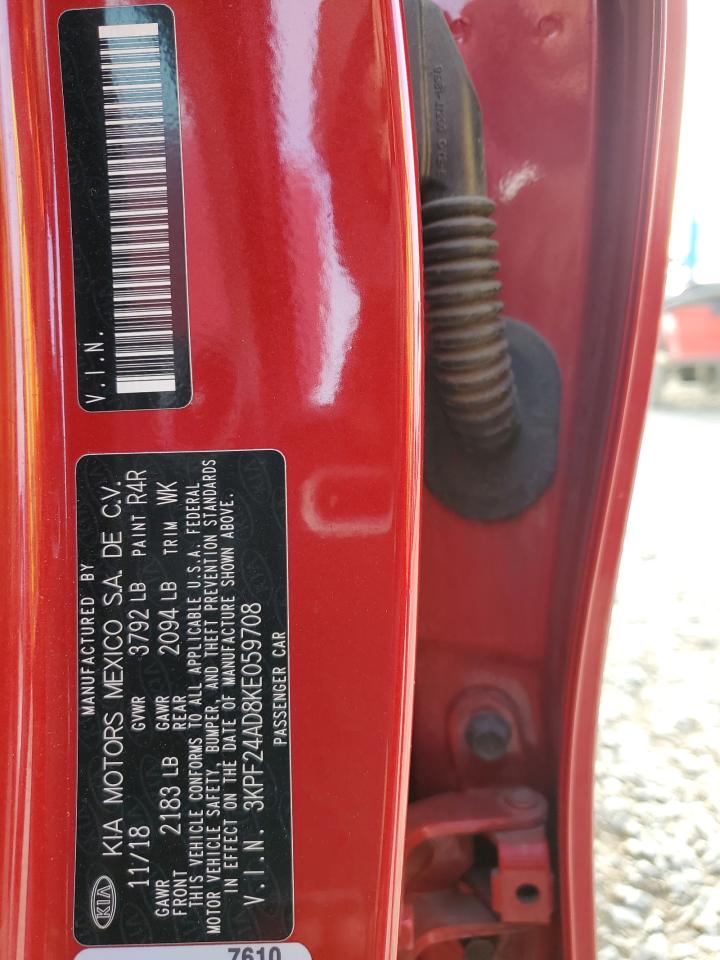 MANUFACTURED BY
KIA KIA MOTORS MEXICO S.A. DE C.V.
11/18 GVWR 3792 LB PAINT R4R
GAWR FRONT 2183 LB GAWR REAR 2094 LB TRIM WK
THIS VEHICLE CONFORMS TO ALL APPLICABLE U.S.A. FEDERAL
MOTOR VEHICLE SAFETY, BUMPER, AND THEFT PREVENTION STANDARDS
IN EFFECT ON THE DATE OF MANUFACTURE SHOWN ABOVE.
V.I.N. 3KPF24AD8KE059708
PASSENGER CAR
V.I.N.
7610